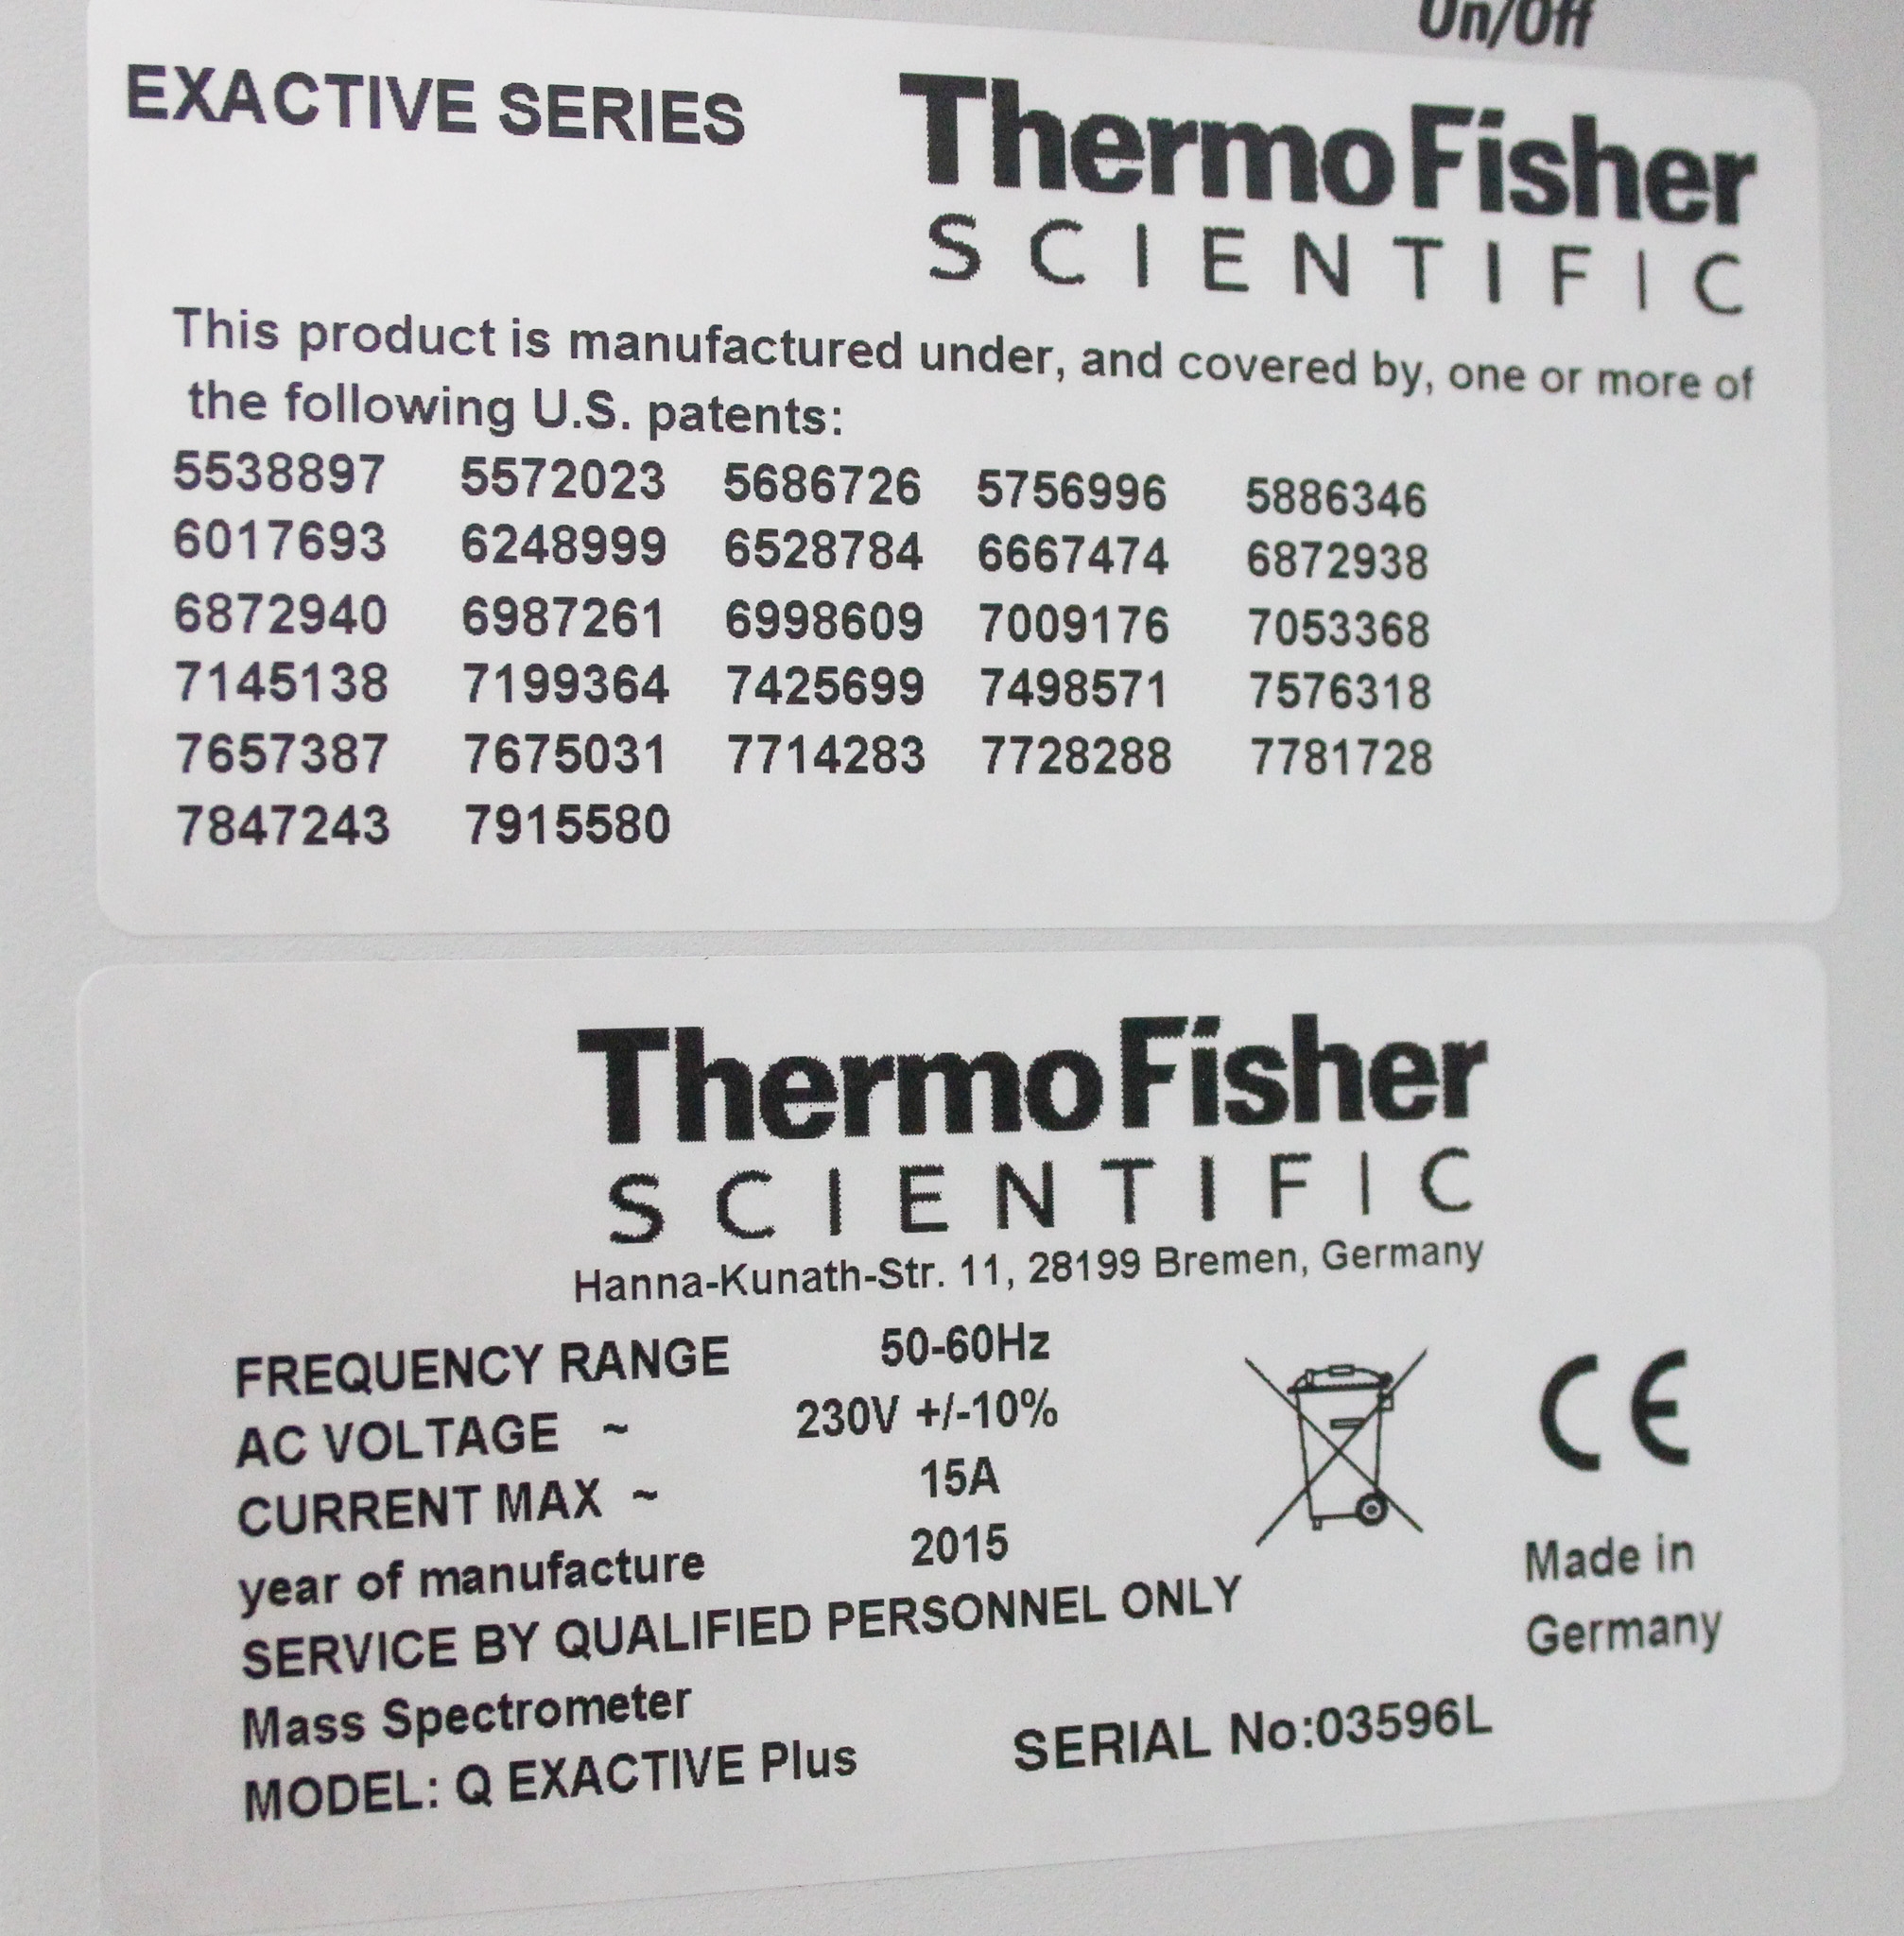 On/Off
EXACTIVE SERIES
ThermoFisher
SCIENTIFIC
This product is manufactured under, and covered by, one or more of
the following U.S. patents:
5538897 5572023 5686726 5756996 5886346
6017693 6248999 6528784 6667474 6872938
6872940 6987261 6998609 7009176 7053368
7145138 7199364 7425699 7498571 7576318
7657387 7675031 7714283 7728288 7781728
7847243 7915580
ThermoFisher
SCIENTIFIC
Hanna-Kunath-Str. 11, 28199 Bremen, Germany
FREQUENCY RANGE 50-60Hz
AC VOLTAGE ~ 230V +/-10%
CURRENT MAX ~ 15A
year of manufacture 2015
CE
Made in
Germany
SERVICE BY QUALIFIED PERSONNEL ONLY
Mass Spectrometer
MODEL: Q EXACTIVE Plus SERIAL No:03596L